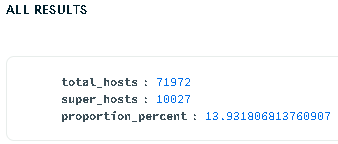 ALL RESULTS
total_hosts : 71972
super_hosts : 10027
proportion_percent : 13.931806813760907